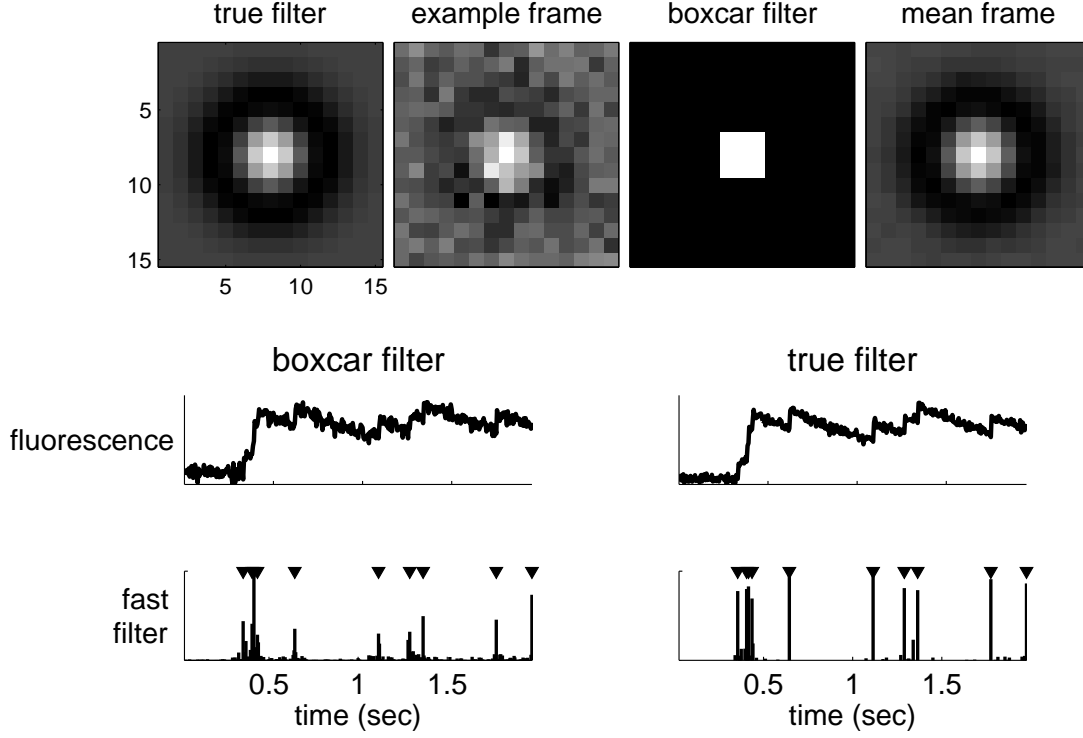 true filter
example frame
boxcar filter
mean frame
5
10
15
5
10
15
boxcar filter
true filter
fluorescence
fast
filter
0.5
1
1.5
0.5
1
1.5
time (sec)
time (sec)